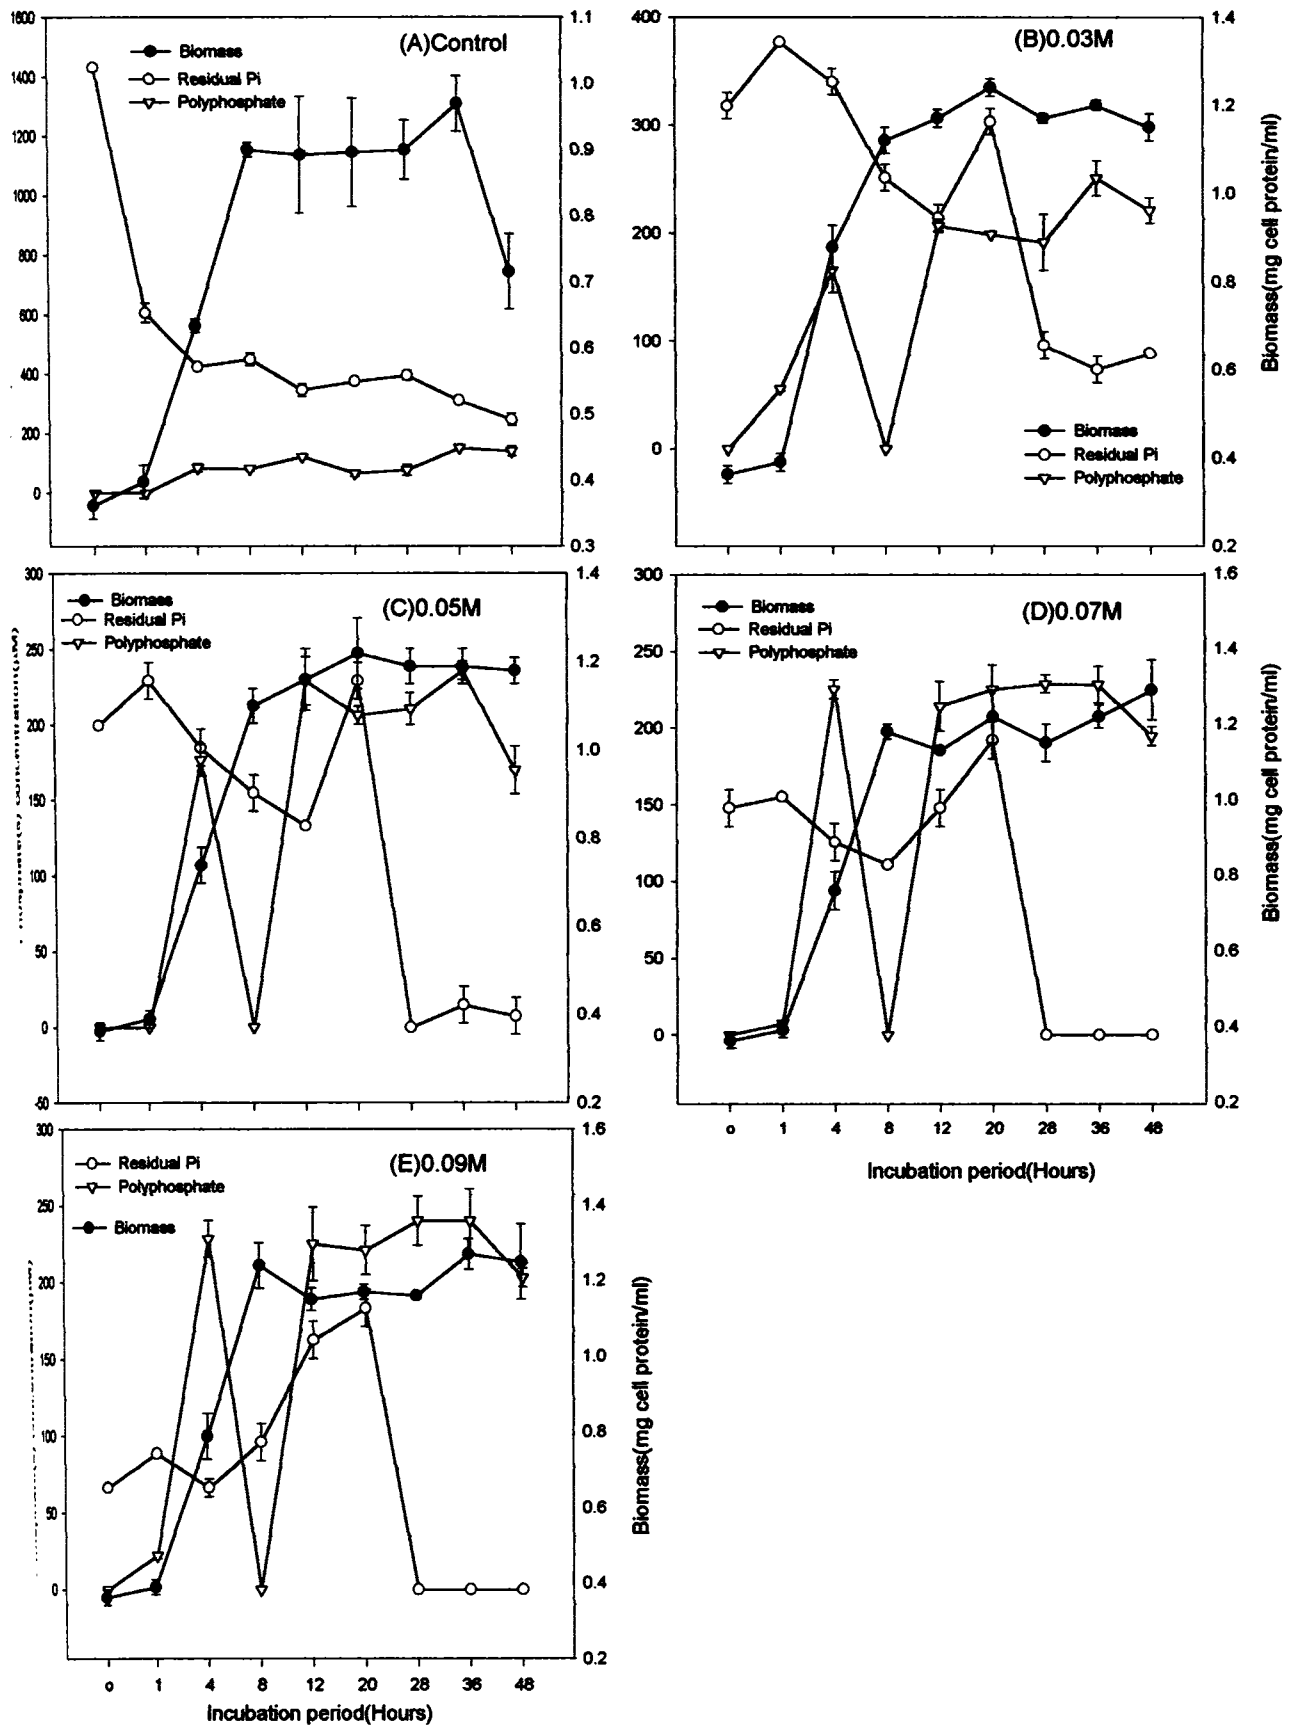 (A)Control
Biomass
Residual Pi
Polyphosphate
1600
1400
1200
1000
800
600
400
300
200
0
1.1
1.0
0.9
0.8
0.7
0.6
0.5
0.4
0.3
(B)0.03M
400
300
200
100
0
1.4
1.2
1.0
0.8
0.6
0.4
0.2
Biomass(mg cell protein/ml)
Biomass
Residual Pi
Polyphosphate
(C)0.05M
Biomass
Residual Pi
Polyphosphate
300
250
200
150
100
50
0
-50
1.4
1.2
1.0
0.8
0.6
0.4
0.2
(D)0.07M
Biomass
Residual Pi
Polyphosphate
300
250
200
150
100
50
0
1.6
1.4
1.2
1.0
0.8
0.6
0.4
0.2
Biomass(mg cell protein/ml)
0 1 4 8 12 20 28 36 48
Incubation period(Hours)
(E)0.09M
Residual Pi
Polyphosphate
Biomass
300
250
200
150
100
50
0
1.6
1.4
1.2
1.0
0.8
0.6
0.4
0.2
Biomass(mg cell protein/ml)
0 1 4 8 12 20 28 36 48
Incubation period(Hours)